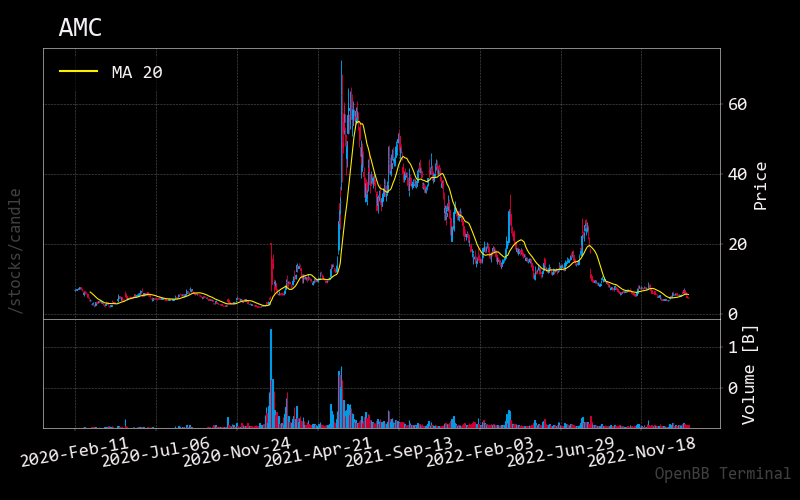 AMC
MA 20
60
40
20
0
Price
1
0
Volume [B]
2020-Feb-11
2020-Jul-06
2020-Nov-24
2021-Apr-21
2021-Sep-13
2022-Feb-03
2022-Jun-29
2022-Nov-18
/stocks/candle
OpenBB Terminal